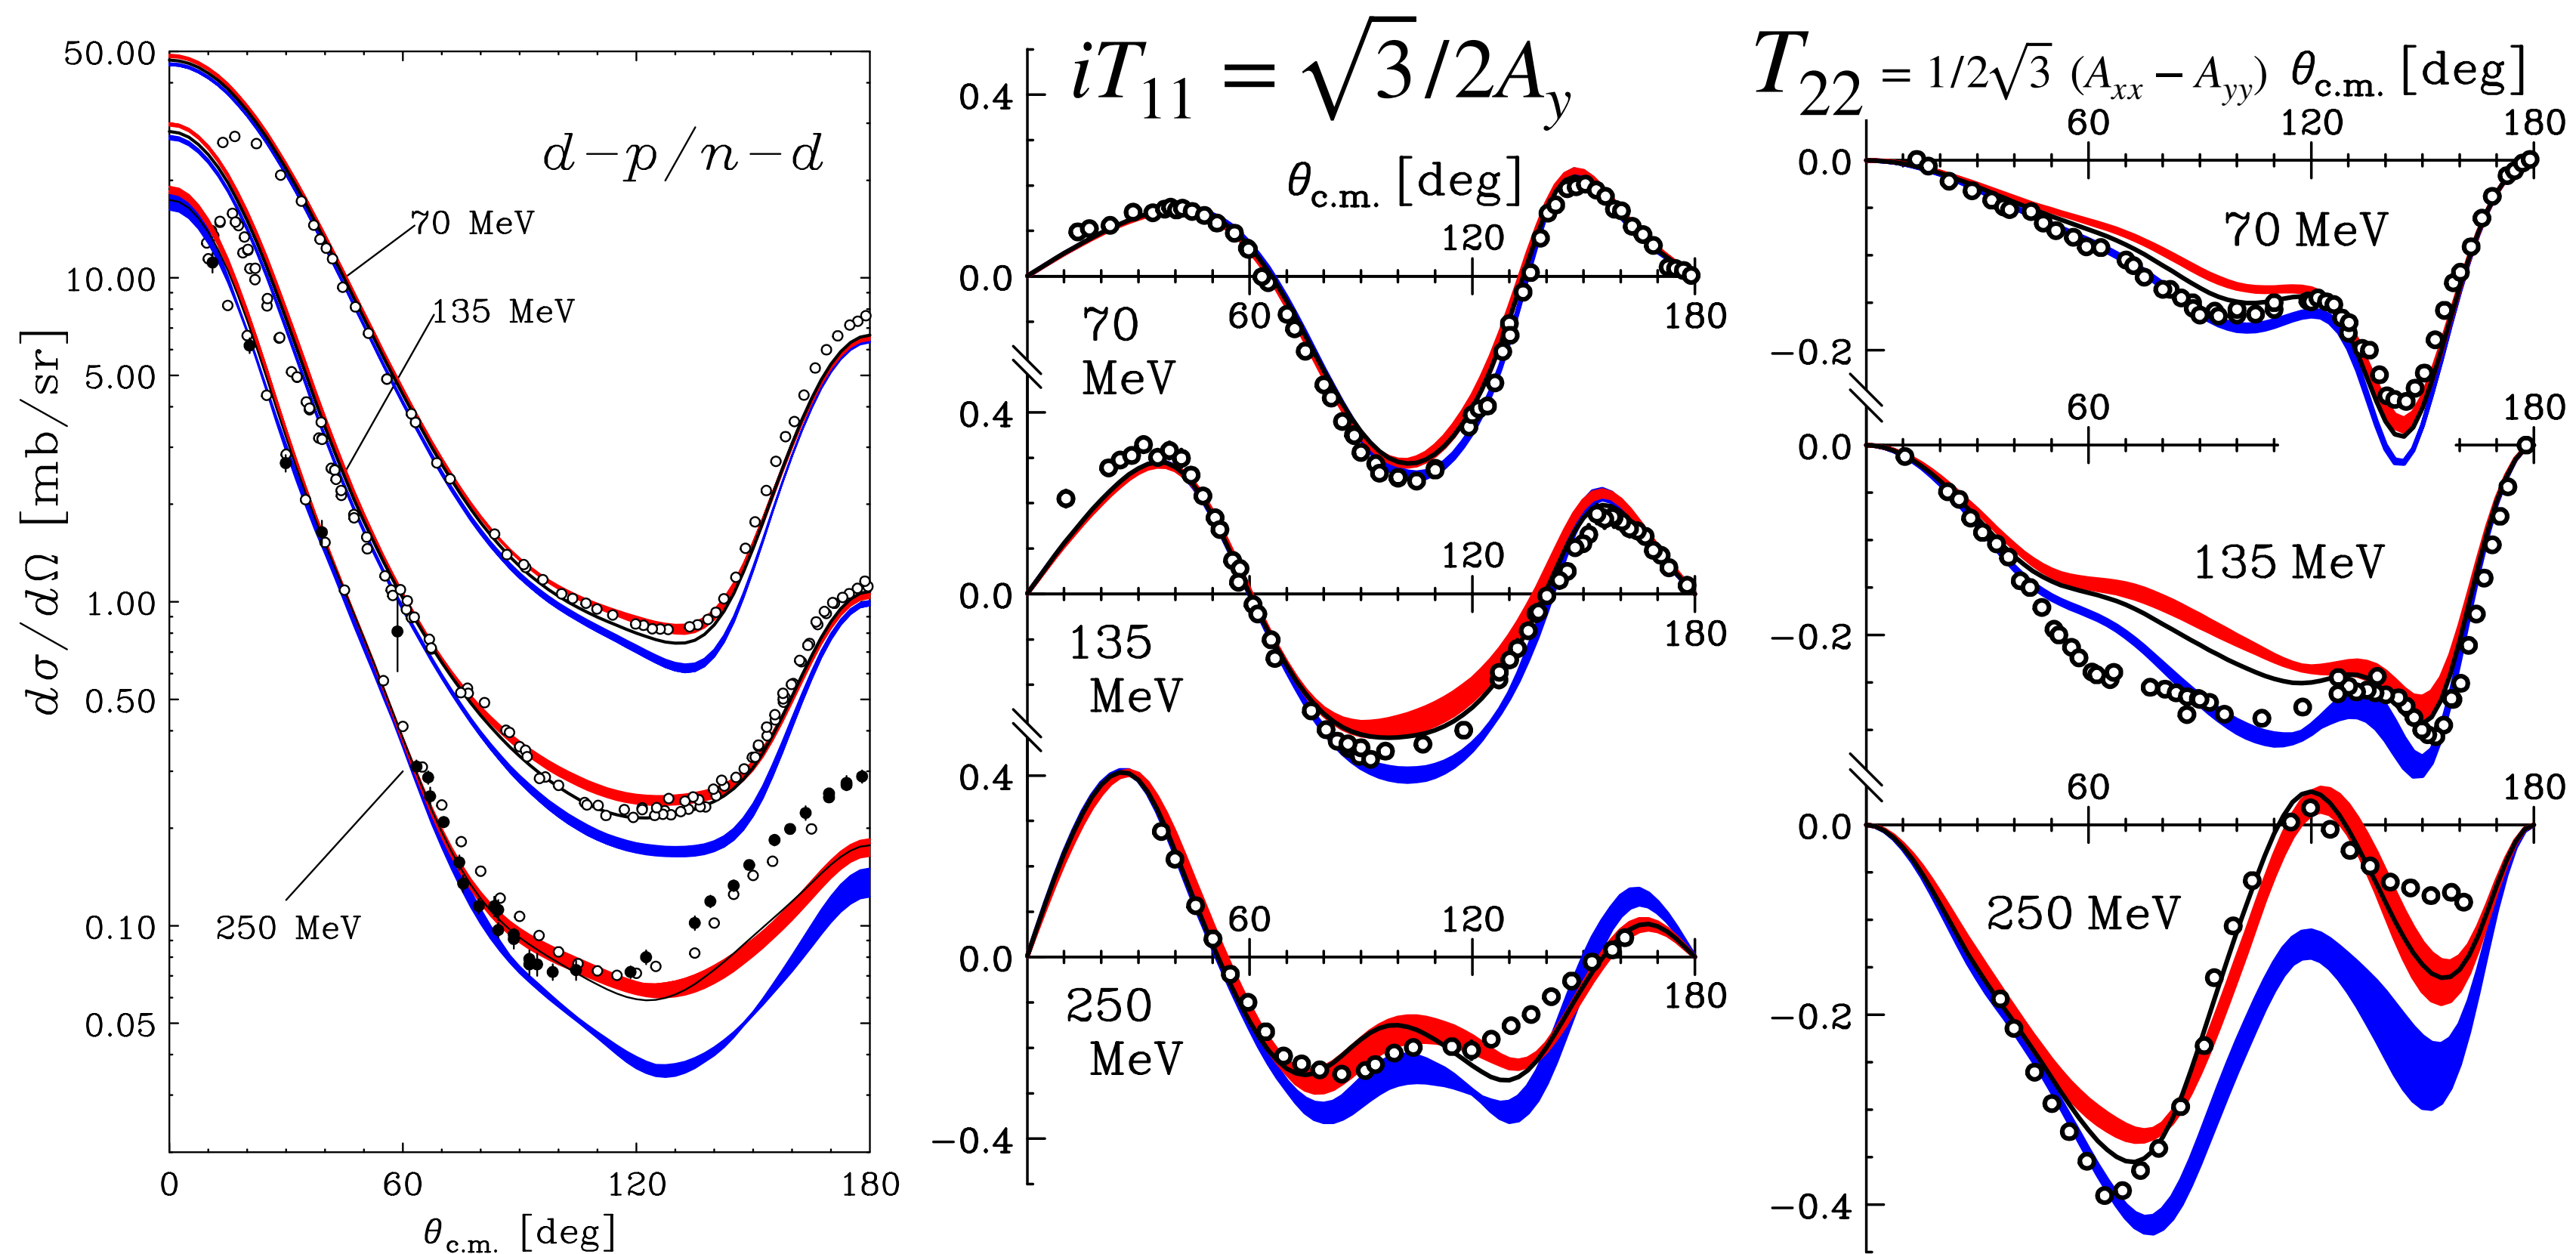 50.00
10.00
5.00
1.00
0.50
0.10
0.05
dσ/dΩ [mb/sr]
d−p/n−d
70 MeV
135 MeV
250 MeV
0 60 120 180
θc.m. [deg]
iT11 = √3/2Ay
θc.m. [deg]
0.4
120
0.0
60 180
70
MeV
0.4
120
0.0
180
135
MeV
0.4
60 120
0.0
180
250
MeV
−0.4
T22 = 1/2√3 (Axx − Ayy) θc.m. [deg]
60 120 180
0.0
70 MeV
−0.2
60 180
0.0
135 MeV
−0.2
60 180
0.0
250 MeV
−0.2
−0.4